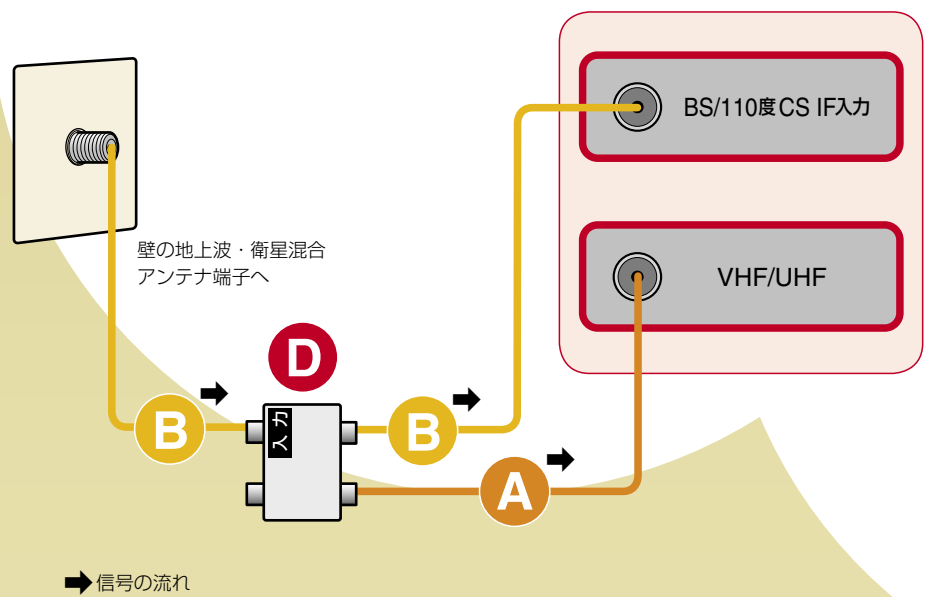 BS/110度CS IF入力
壁の地上波・衛星混合
アンテナ端子へ
VHF/UHF
D
入力
B
B
A
➡信号の流れ